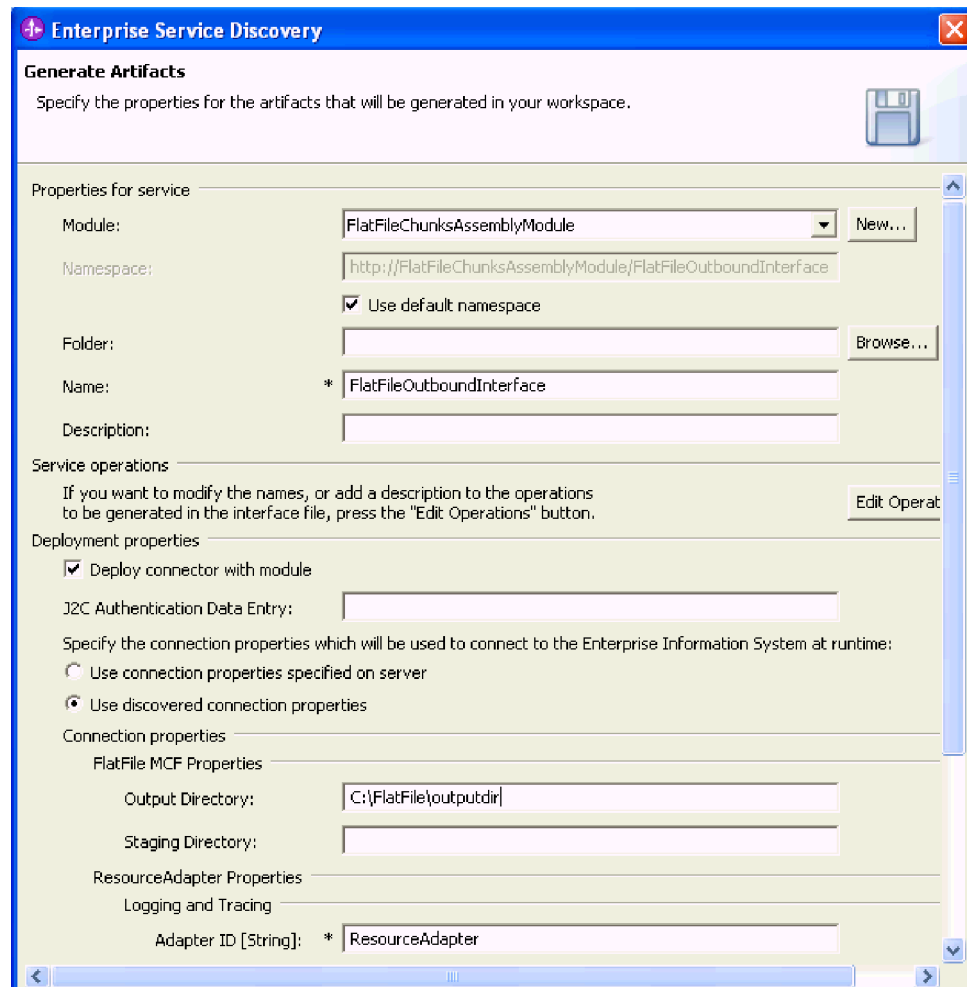 Enterprise Service Discovery
Generate Artifacts
Specify the properties for the artifacts that will be generated in your workspace.
Properties for service
Module: FlatFileChunksAssemblyModule New...
Namespace: http://FlatFileChunksAssemblyModule/FlatFileOutboundInterface
Use default namespace
Folder: Browse...
Name: * FlatFileOutboundInterface
Description:
Service operations
If you want to modify the names, or add a description to the operations
to be generated in the interface file, press the "Edit Operations" button. Edit Operat
Deployment properties
Deploy connector with module
J2C Authentication Data Entry:
Specify the connection properties which will be used to connect to the Enterprise Information System at runtime:
Use connection properties specified on server
Use discovered connection properties
Connection properties
FlatFile MCF Properties
Output Directory: C:\FlatFile\outputdir
Staging Directory:
ResourceAdapter Properties
Logging and Tracing
Adapter ID [String]: * ResourceAdapter